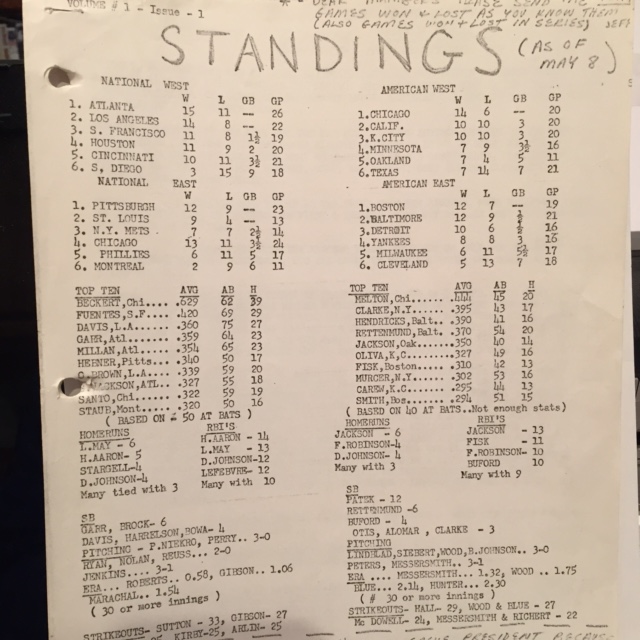 VOLUME # 1 - Issue - 1
GAMES WON & LOST AS YOU KNOW THEM
(ALSO GAMES WON & LOST IN SERIES)
STANDINGS (AS OF MAY 8)
NATIONAL WEST
W L GB GP
1. ATLANTA 15 11 -- 26
2. LOS ANGELES 14 8 -- 22
3. S. FRANCISCO 11 8 1½ 19
4. HOUSTON 11 9 2 20
5. CINCINNATI 10 11 3½ 21
6. S, DIEGO 3 15 9 18
NATIONAL EAST
W L GB GP
1. PITTSBURGH 12 9 -- 23
2. ST. LOUIS 9 4 -- 13
3. N.Y. METS 7 7 2½ 14
4. CHICAGO 13 11 3½ 24
5. PHILLIES 6 11 5 17
6. MONTREAL 2 9 6 11
AMERICAN WEST
W L GB GP
1.CHICAGO 14 6 -- 20
2.CALIF. 10 10 3 20
3.K.CITY 10 10 3 20
4.MINNESOTA 7 9 3½ 16
5.OAKLAND 7 4 5 11
6.TEXAS 7 14 7 21
AMERICAN EAST
W L GB GP
1.BOSTON 12 7 -- 19
2.BALTIMORE 12 9 ½ 21
3.DETROIT 10 6 ½ 16
4.YANKEES 8 8 3 16
5. MILWAUKEE 6 11 5½ 17
6. CLEVELAND 5 13 7 18
TOP TEN AVG AB H
BECKERT,Chi.... .629 62 39
FUENTES,S.F.... .420 69 29
DAVIS,L.A...... .360 75 27
GARR,Atl....... .359 64 23
MILLAN,Atl..... .354 65 23
HEBNER,Pitts... .340 50 17
BROWN,L.A.... .339 59 20
JACKSON,ATL.. .327 55 18
SANTO,Chi...... .322 59 19
STAUB,Mont..... .320 50 16
( BASED ON 50 AT BATS )
TOP TEN AVG AB H
MELTON,Chi....... .444 45 20
CLARKE,N.Y....... .395 43 17
HENDRICKS,Balt.. .390 41 16
RETTENMUND,Balt. .370 54 20
JACKSON,Oak..... .350 40 14
OLIVA,K,C....... .327 49 16
FISK,Boston..... .310 42 13
MURCER,N.Y...... .302 53 16
CAREW,K.C....... .295 44 13
SMITH,Bos....... .294 51 15
(BASED ON 40 AT BATS..Not enough stats)
HOMERUNS RBI'S
L.MAY - 6 H.AARON - 14
H.AARON- 5 L.MAY - 13
STARGELL-4 D.JOHNSON-12
D.JOHNSON-4 LEFEBVRE- 12
Many tied with 3 Many with 10
HOMERUNS RBI'S
JACKSON - 6 JACKSON - 13
F.ROBINSON-4 FISK - 11
D.JOHNSON - 4 F.ROBINSON- 10
Many with 3 BUFORD 10
Many with 9
SB
GARR, BROCK- 6
DAVIS, HARRELSON,BOWA- 4
PITCHING - P.NIEKRO, PERRY.. 3-0
RYAN, NOLAN, REUSS... 2-0
JENKINS.... 3-1
ERA... ROBERTS.. 0.58, GIBSON.. 1.06
MARACHAL.. 1.54
( 30 or more innings )
STRIKEOUTS- SUTTON - 33, GIBSON- 27
KIRBY-25, ARLIN- 25
SB
PATEK - 12
RETTENMUND -6
BUFORD - 4
OTIS, ALOMAR , CLARKE - 3
PITCHING
LINDBLAD,SIEBERT,WOOD,B.JOHNSON.. 3-0
PETERS, MESSERSMITH.. 3-1
ERA .... MESSERSMITH... 1.32, WOOD .. 1.75
BLUE... 2.14, HUNTER... 2.30
( # 30 or more innings )
STRIKEOUTS- HALL- 29, WOOD & BLUE - 27
Mc DOWELL- 24, MESSERSMITH & RICHERT - 22